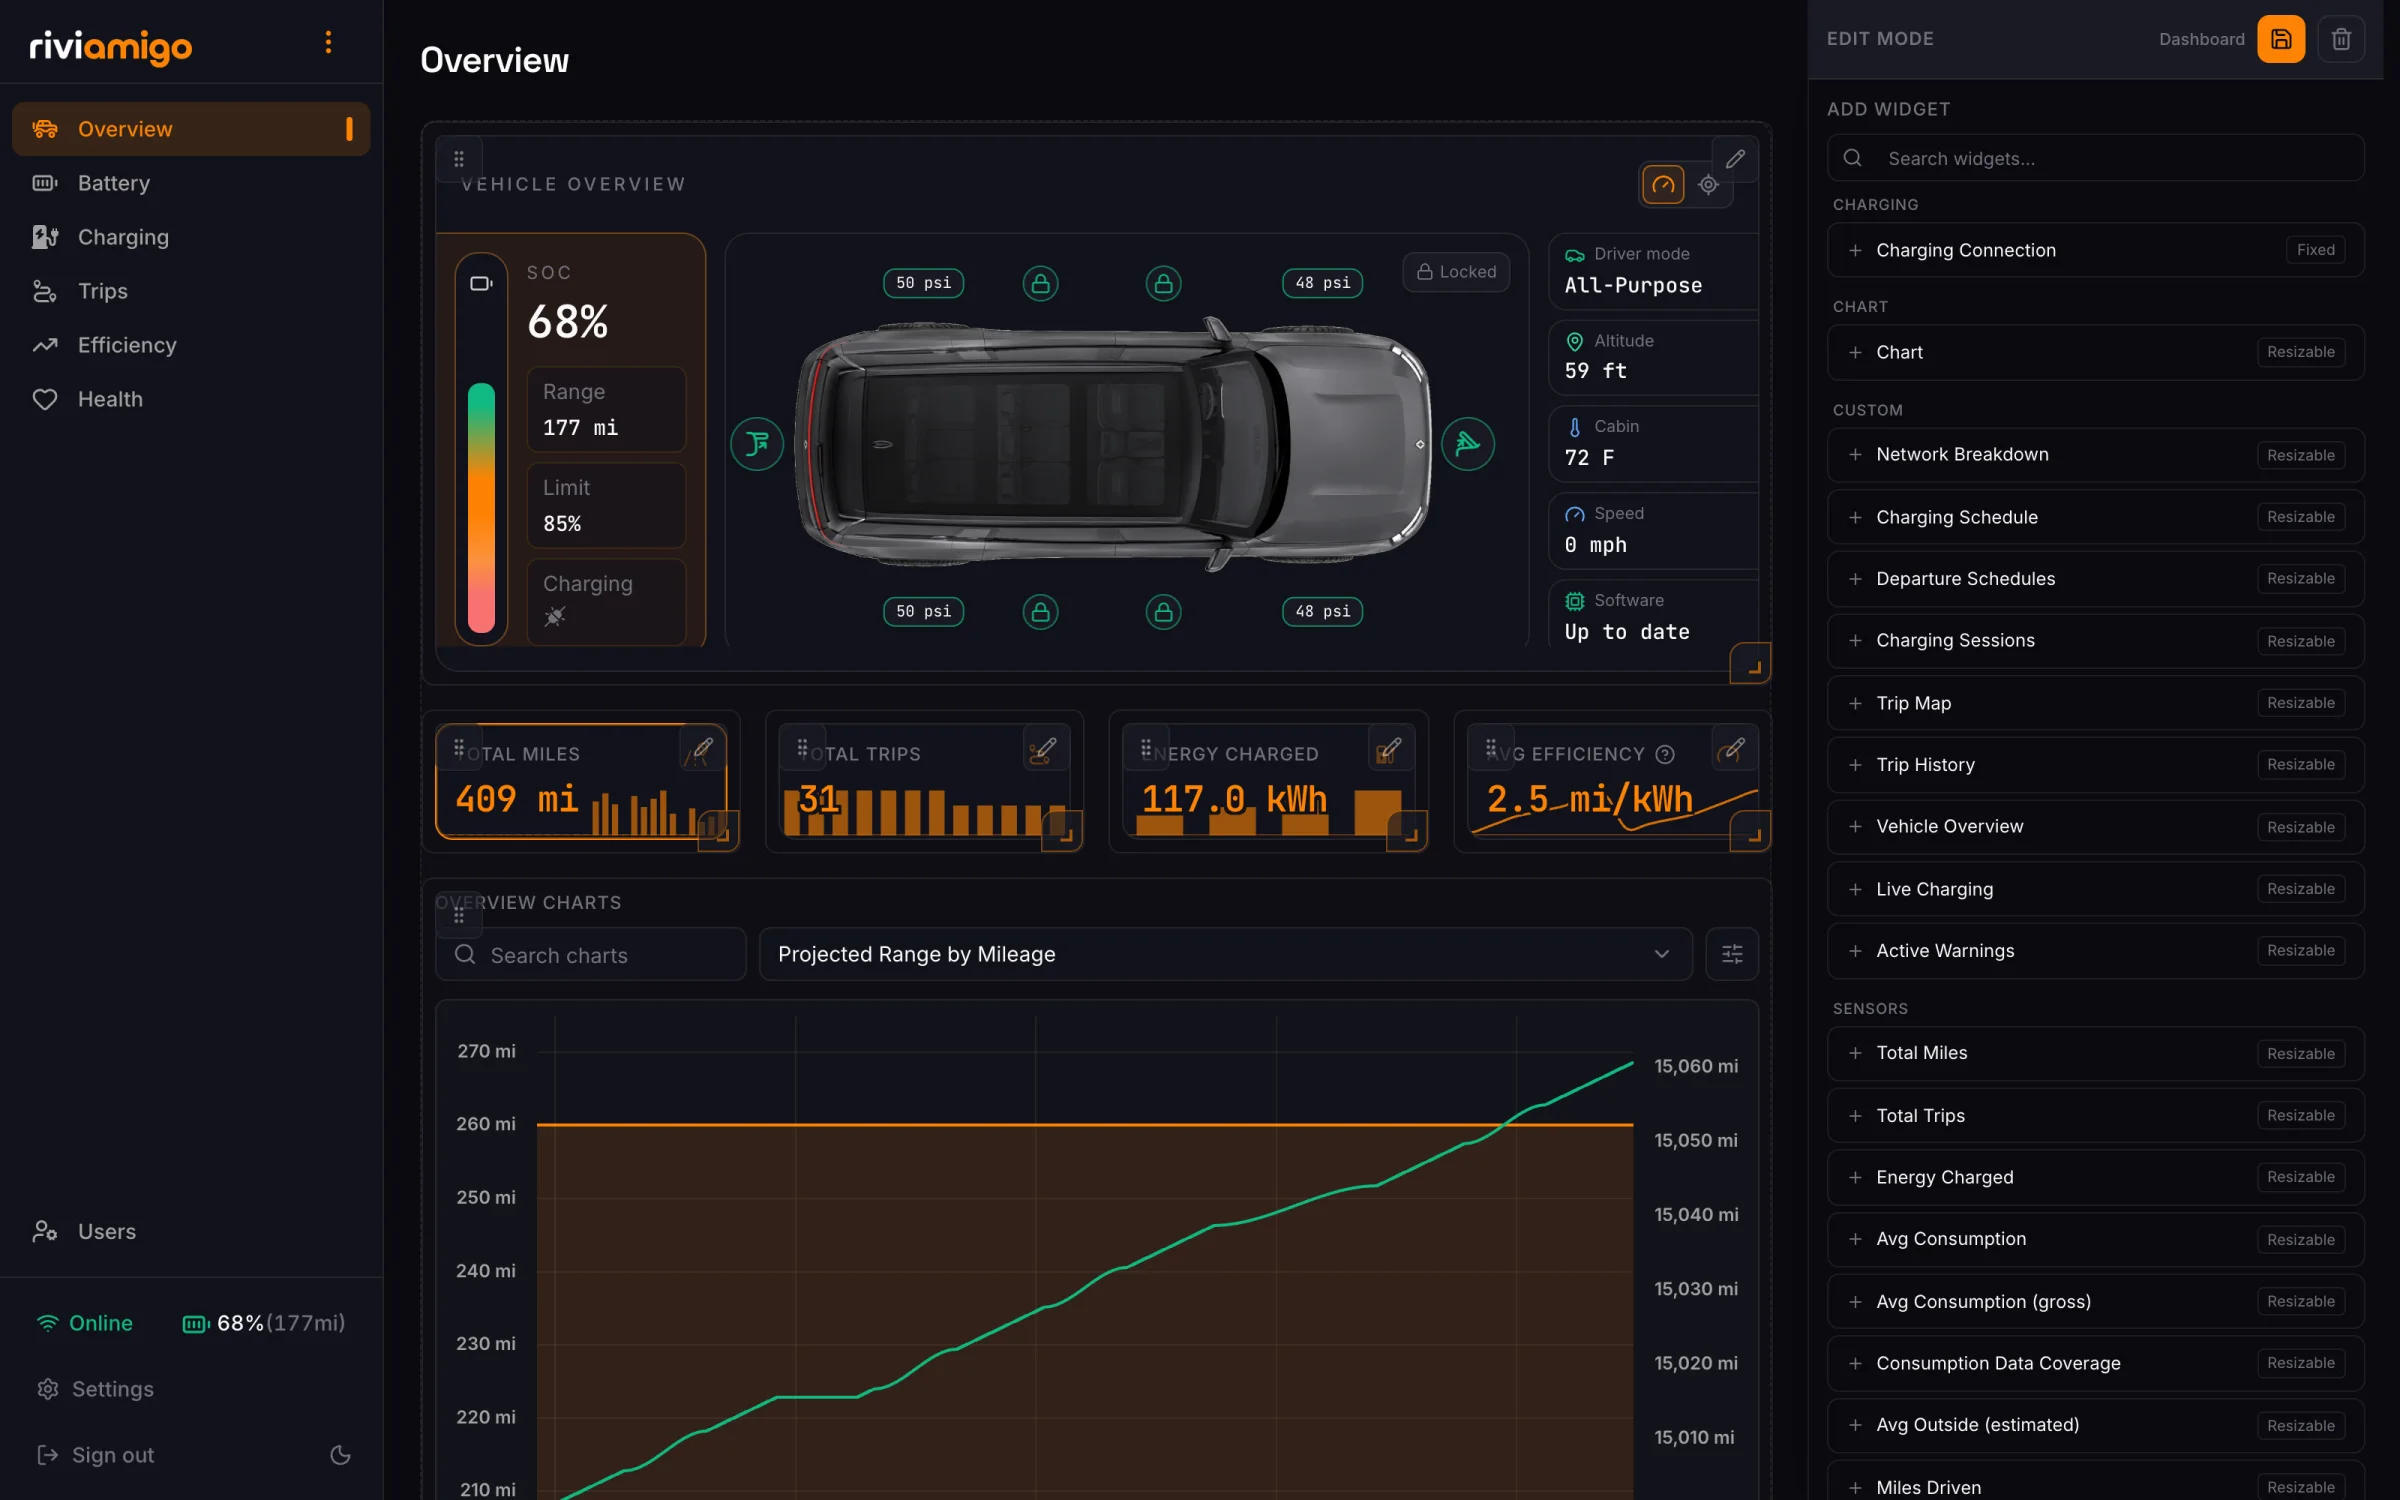 riviamigo
Overview
Battery
Charging
Trips
Efficiency
Health
Users
Online
68%(177mi)
Settings
Sign out
Overview
VEHICLE OVERVIEW
SOC
68%
Range
177 mi
Limit
85%
Charging
50 psi
48 psi
Locked
50 psi
48 psi
Driver mode
All-Purpose
Altitude
59 ft
Cabin
72 F
Speed
0 mph
Software
Up to date
TOTAL MILES
409 mi
TOTAL TRIPS
31
ENERGY CHARGED
117.0 kWh
AVG EFFICIENCY
2.5 mi/kWh
OVERVIEW CHARTS
Search charts
Projected Range by Mileage
270 mi
260 mi
250 mi
240 mi
230 mi
220 mi
210 mi
15,060 mi
15,050 mi
15,040 mi
15,030 mi
15,020 mi
15,010 mi
EDIT MODE
Dashboard
ADD WIDGET
Search widgets...
CHARGING
Charging Connection Fixed
CHART
Chart Resizable
CUSTOM
Network Breakdown Resizable
Charging Schedule Resizable
Departure Schedules Resizable
Charging Sessions Resizable
Trip Map Resizable
Trip History Resizable
Vehicle Overview Resizable
Live Charging Resizable
Active Warnings Resizable
SENSORS
Total Miles Resizable
Total Trips Resizable
Energy Charged Resizable
Avg Consumption Resizable
Avg Consumption (gross) Resizable
Consumption Data Coverage Resizable
Avg Outside (estimated) Resizable
Miles Driven Resizable